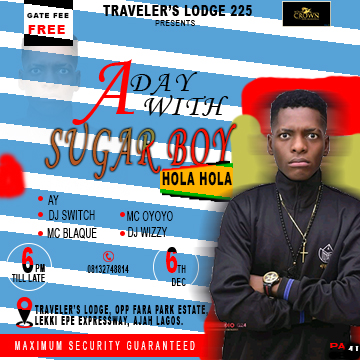 TRAVELER'S LODGE 225
PRESENTS
GATE FEE
FREE
CROWN
A DAY
WITH
SUGAR BOY
HOLA HOLA
• AY
• DJ SWITCH
• MC BLAQUE
• MC OYOYO
• DJ WIZZY
6 PM
TILL LATE
08132748814
6TH
DEC
TRAVELER'S LODGE, OPP FARA PARK ESTATE,
LEKKI EPE EXPRESSWAY, AJAH LAGOS.
MAXIMUM SECURITY GUARANTEED